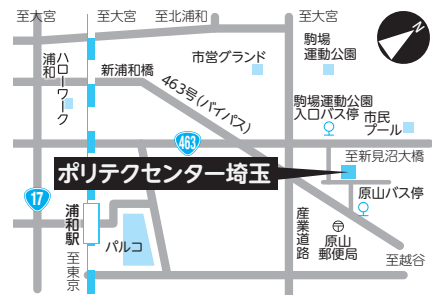 至大宮
至大宮
至北浦和
至大宮
駒場
運動公園
市営グランド
新浦和橋
ハローワーク
浦和
463号(バイパス)
駒場運動公園
入口バス停
市民
プール
463
至新見沼大橋
ポリテクセンター埼玉
17
原山バス停
浦和駅
パルコ
産業道路
原山
郵便局
至東京
至越谷